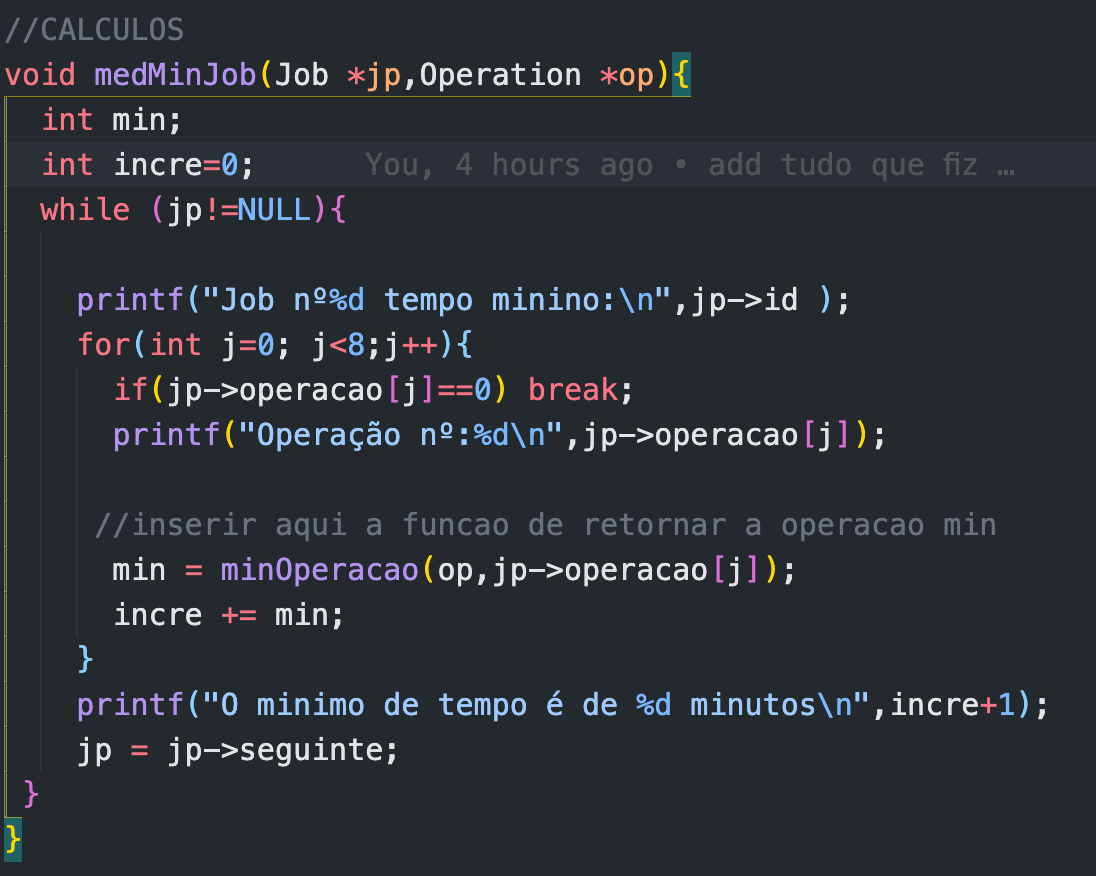 //CALCULOS
void medMinJob(Job *jp,Operation *op){
int min;
int incre=0; You, 4 hours ago • add tudo que fiz …
while (jp!=NULL){
printf("Job nº%d tempo minino:\n",jp->id );
for(int j=0; j<8;j++){
if(jp->operacao[j]==0) break;
printf("Operação nº:%d\n",jp->operacao[j]);
//inserir aqui a funcao de retornar a operacao min
min = minOperacao(op,jp->operacao[j]);
incre += min;
}
printf("O minimo de tempo é de %d minutos\n",incre+1);
jp = jp->seguinte;
}
}